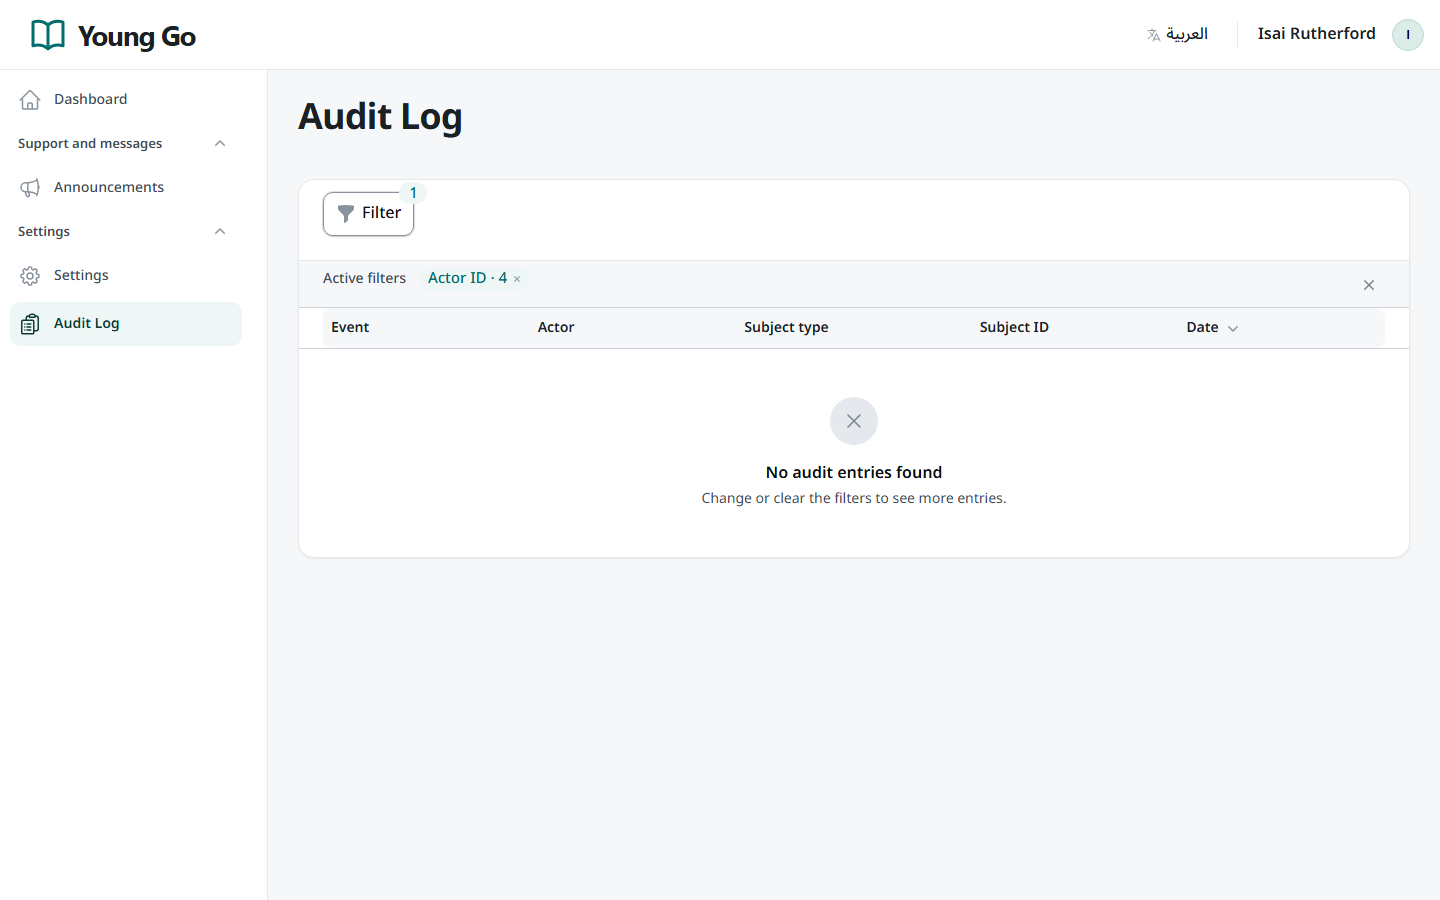 Young Go
العربية
Isai Rutherford
I
Dashboard
Support and messages
Announcements
Settings
Settings
Audit Log
Audit Log
Filter
1
Active filters
Actor ID · 4 ×
Event Actor Subject type Subject ID Date
No audit entries found
Change or clear the filters to see more entries.